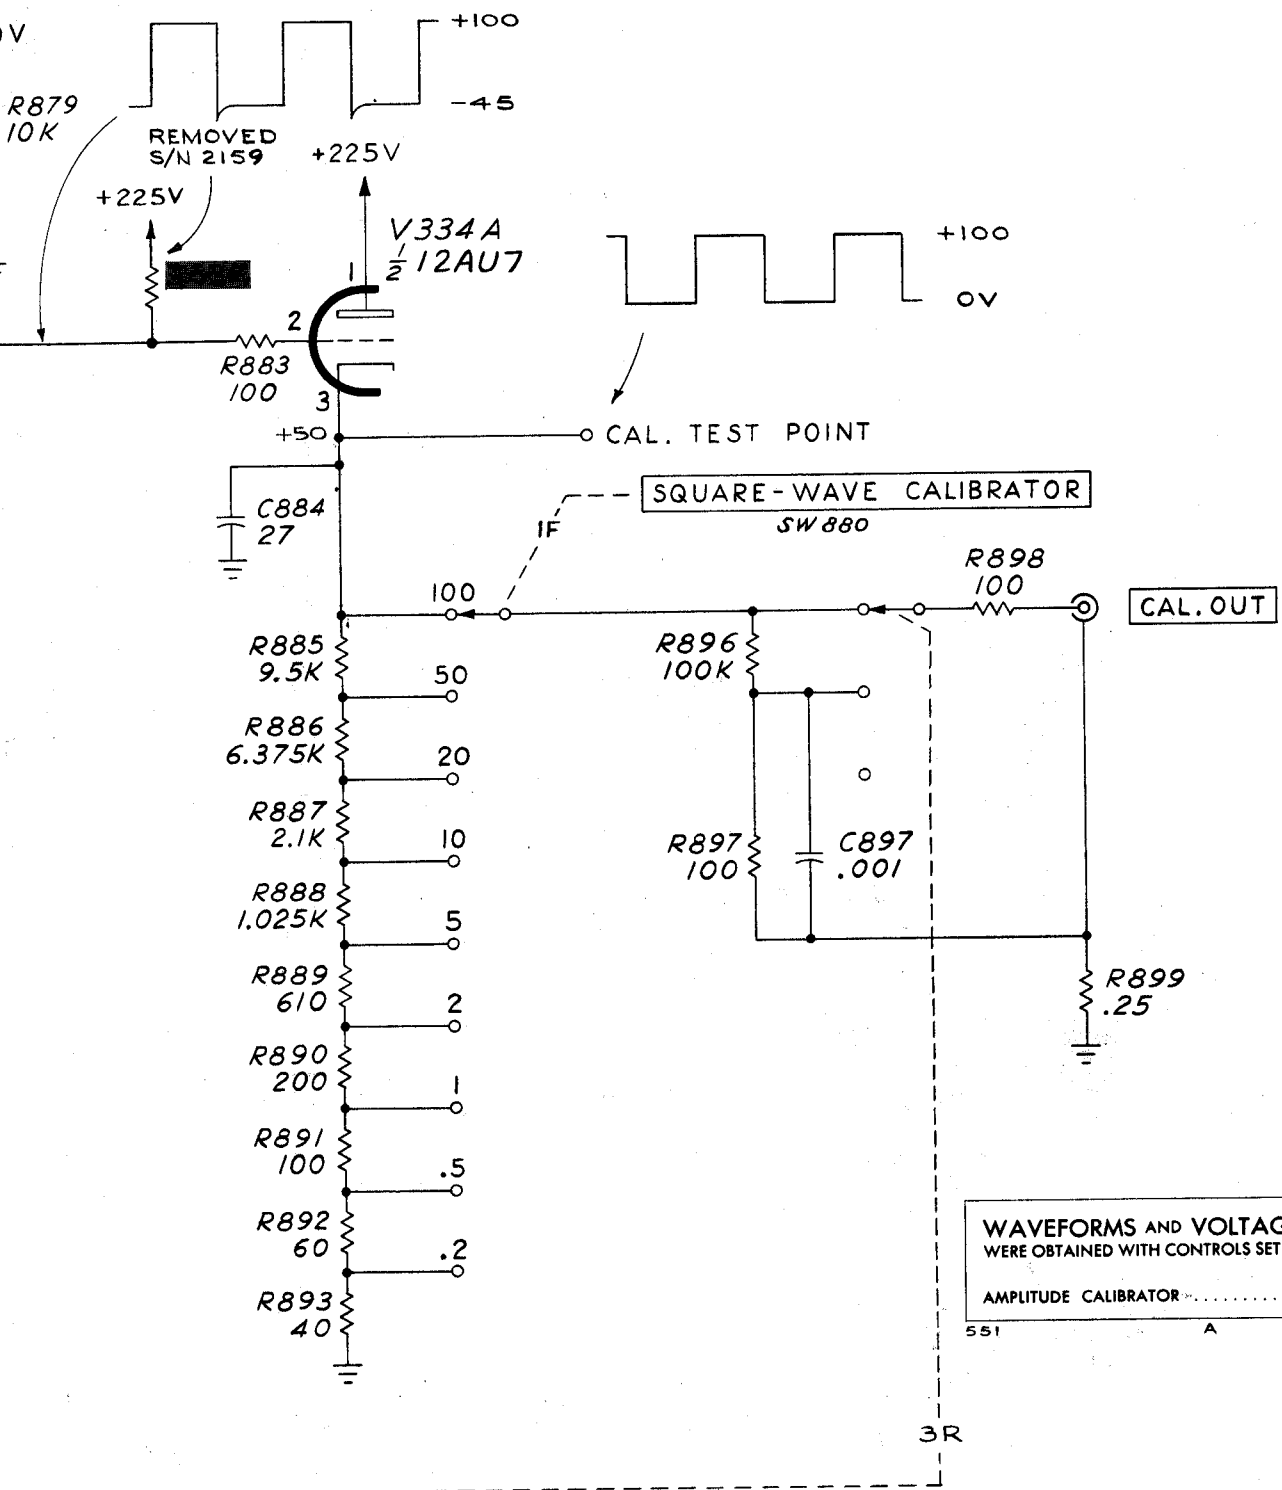 V
+100
R879
10K
-45
REMOVED
S/N 2159
+225V
+225V
V334A
1/2 12AU7
1
2
3
+100
0V
R883
100
+50
CAL. TEST POINT
SQUARE-WAVE CALIBRATOR
SW880
C884
27
1F
R898
100
100
CAL. OUT
R885
9.5K
R896
100K
50
R886
6.375K
20
R887
2.1K
10
R897
100
C897
.001
R888
1.025K
5
R889
610
2
R899
.25
R890
200
1
R891
100
.5
R892
60
.2
R893
40
WAVEFORMS AND VOLTAG
WERE OBTAINED WITH CONTROLS SET
AMPLITUDE CALIBRATOR ..........
551
A
3R